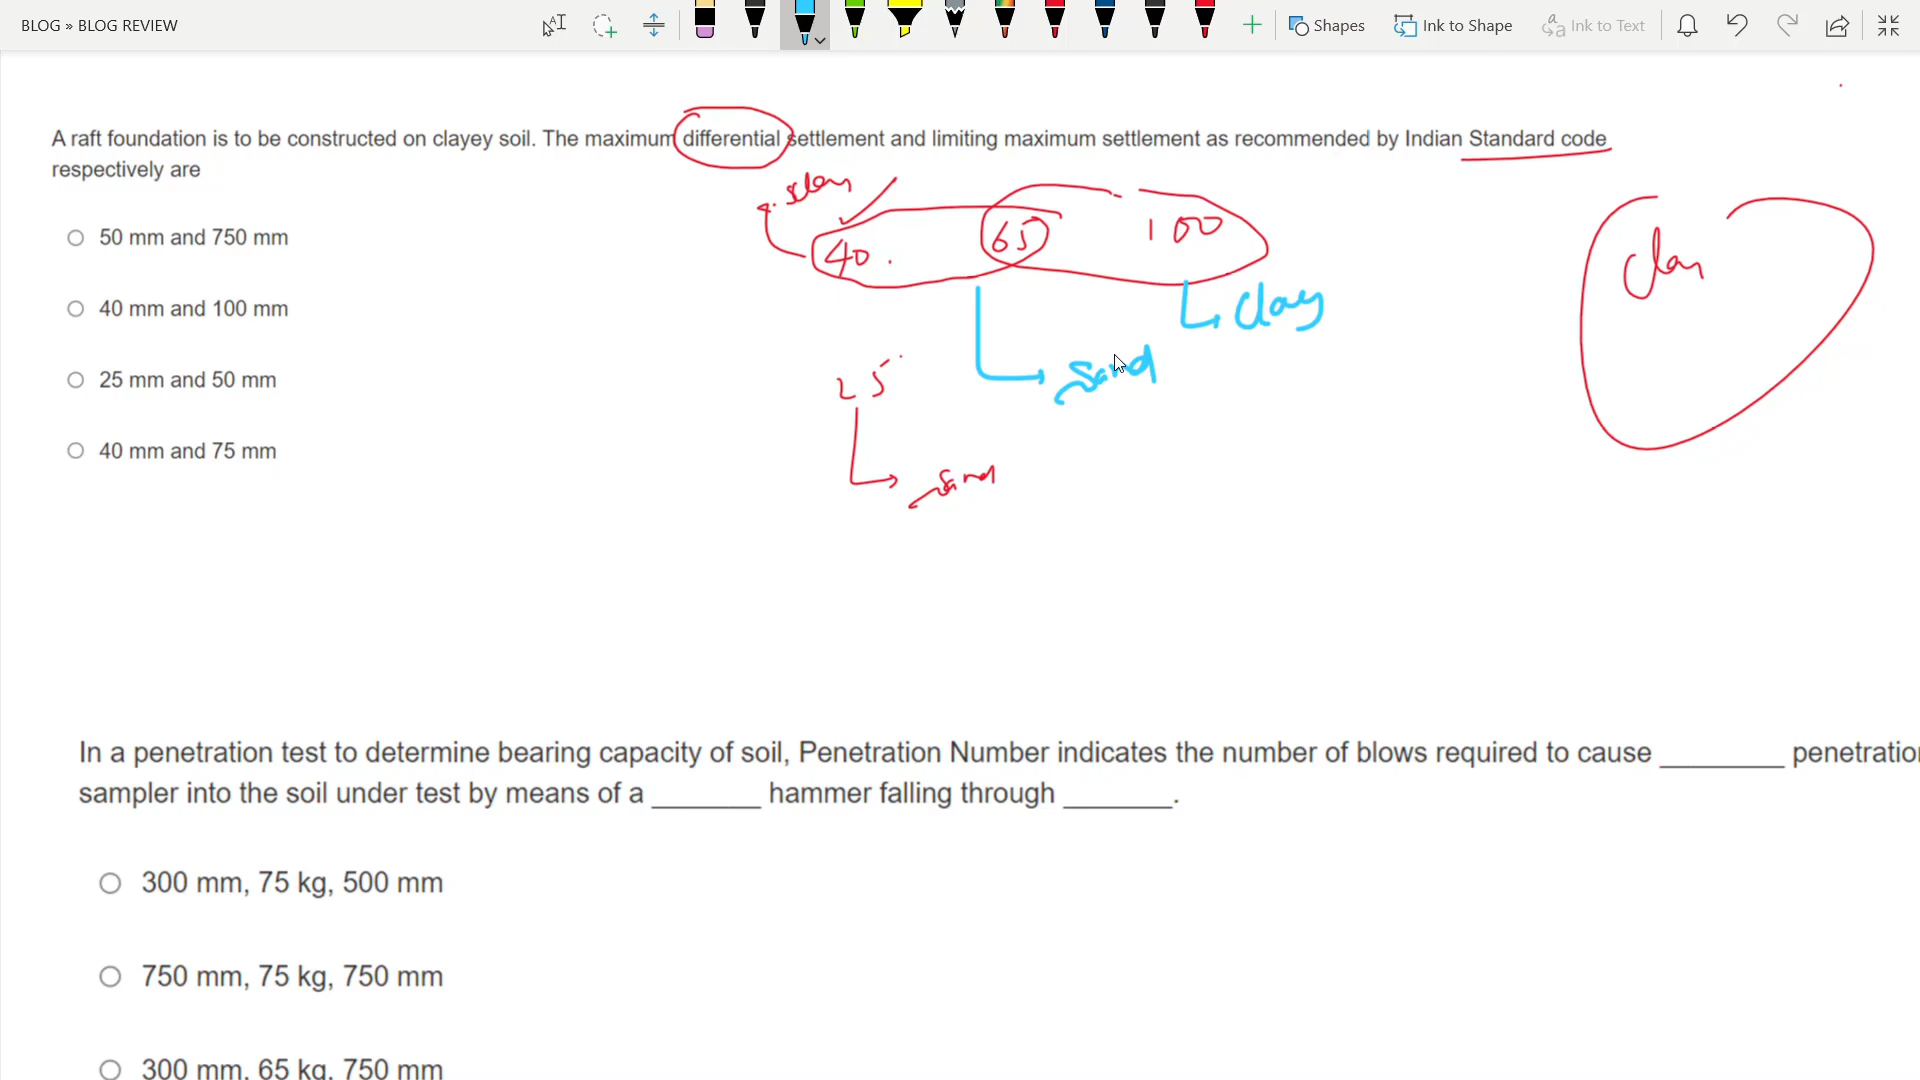 BLOG » BLOG REVIEW
Shapes
Ink to Shape
Ink to Text
A raft foundation is to be constructed on clayey soil. The maximum differential settlement and limiting maximum settlement as recommended by Indian Standard code
respectively are
50 mm and 750 mm
40 mm and 100 mm
25 mm and 50 mm
40 mm and 75 mm
40
65
100
clay
25
sand
sand
In a penetration test to determine bearing capacity of soil, Penetration Number indicates the number of blows required to cause _________ penetration
sampler into the soil under test by means of a ________ hammer falling through ________.
300 mm, 75 kg, 500 mm
750 mm, 75 kg, 750 mm
300 mm, 65 kg, 750 mm